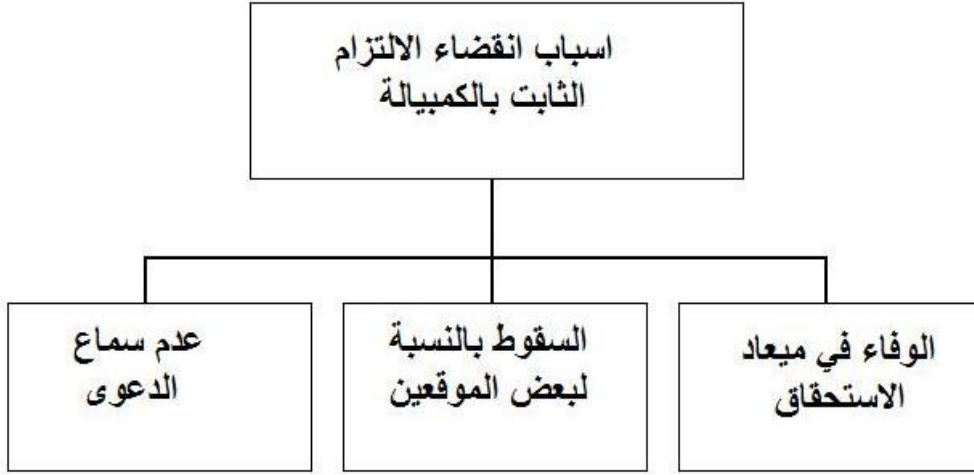 اسباب انقضاء الالتزام
الثابت بالكمبيالة
الوفاء في ميعاد
الاستحقاق
السقوط بالنسبة
لبعض الموقعين
عدم سماع
الدعوى